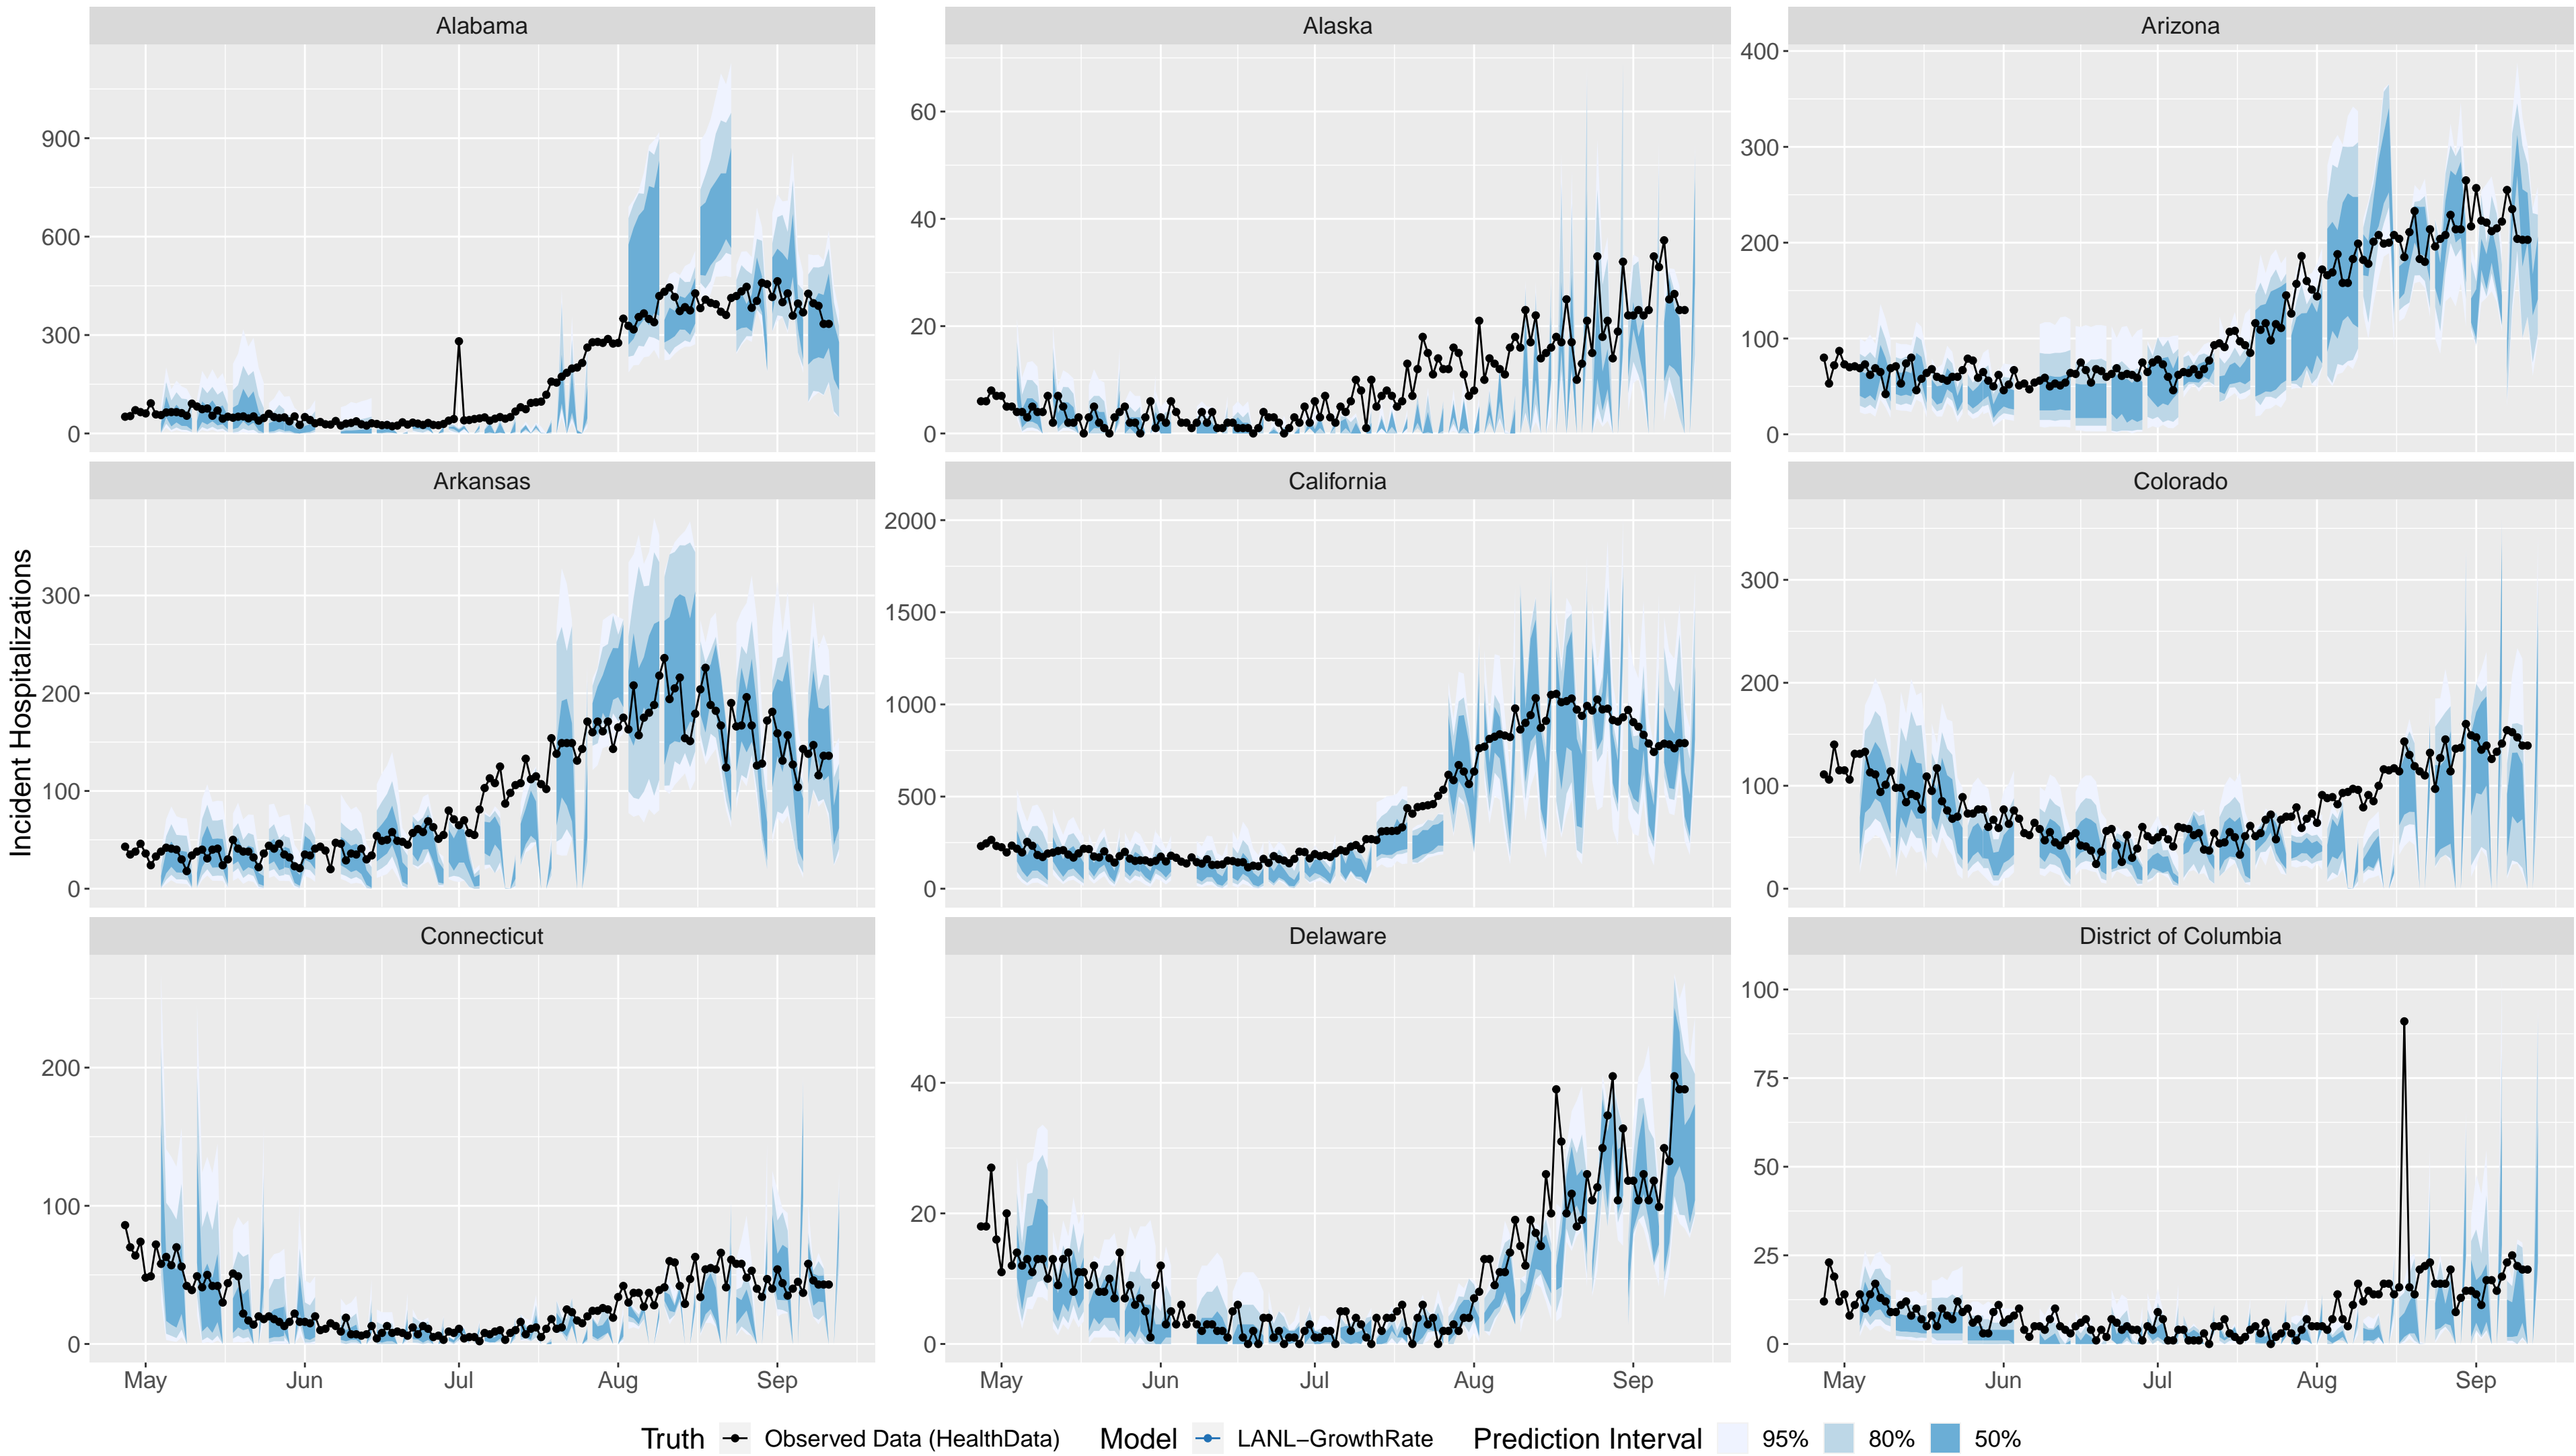 Alabama
Alaska
Arizona
900
600
300
0
60
40
20
0
400
300
200
100
0
Arkansas
California
Colorado
300
200
100
0
2000
1500
1000
500
0
300
200
100
0
Incident Hospitalizations
Connecticut
Delaware
District of Columbia
200
100
0
40
20
0
100
75
50
25
0
May Jun Jul Aug Sep
May Jun Jul Aug Sep
May Jun Jul Aug Sep
Truth Observed Data (HealthData) Model LANL−GrowthRate Prediction Interval 95% 80% 50%